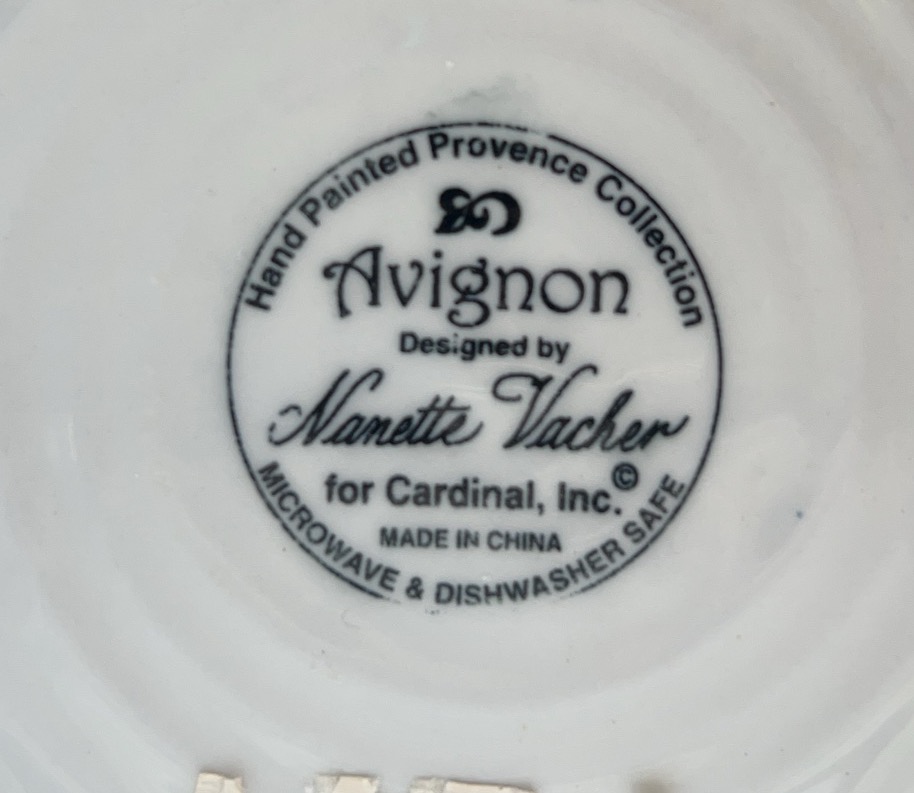 Hand Painted Provence Collection
Avignon
Designed by
Nanette Vacher
for Cardinal, Inc.©
MADE IN CHINA
MICROWAVE & DISHWASHER SAFE